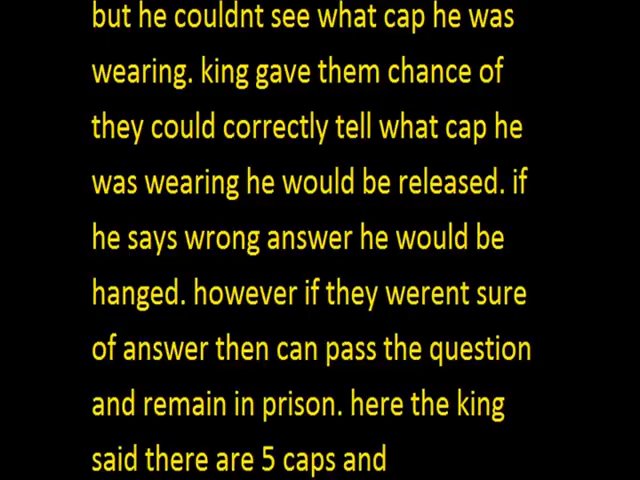 but he couldnt see what cap he was
wearing. king gave them chance of
they could correctly tell what cap he
was wearing he would be released. if
he says wrong answer he would be
hanged. however if they werent sure
of answer then can pass the question
and remain in prison. here the king
said there are 5 caps and